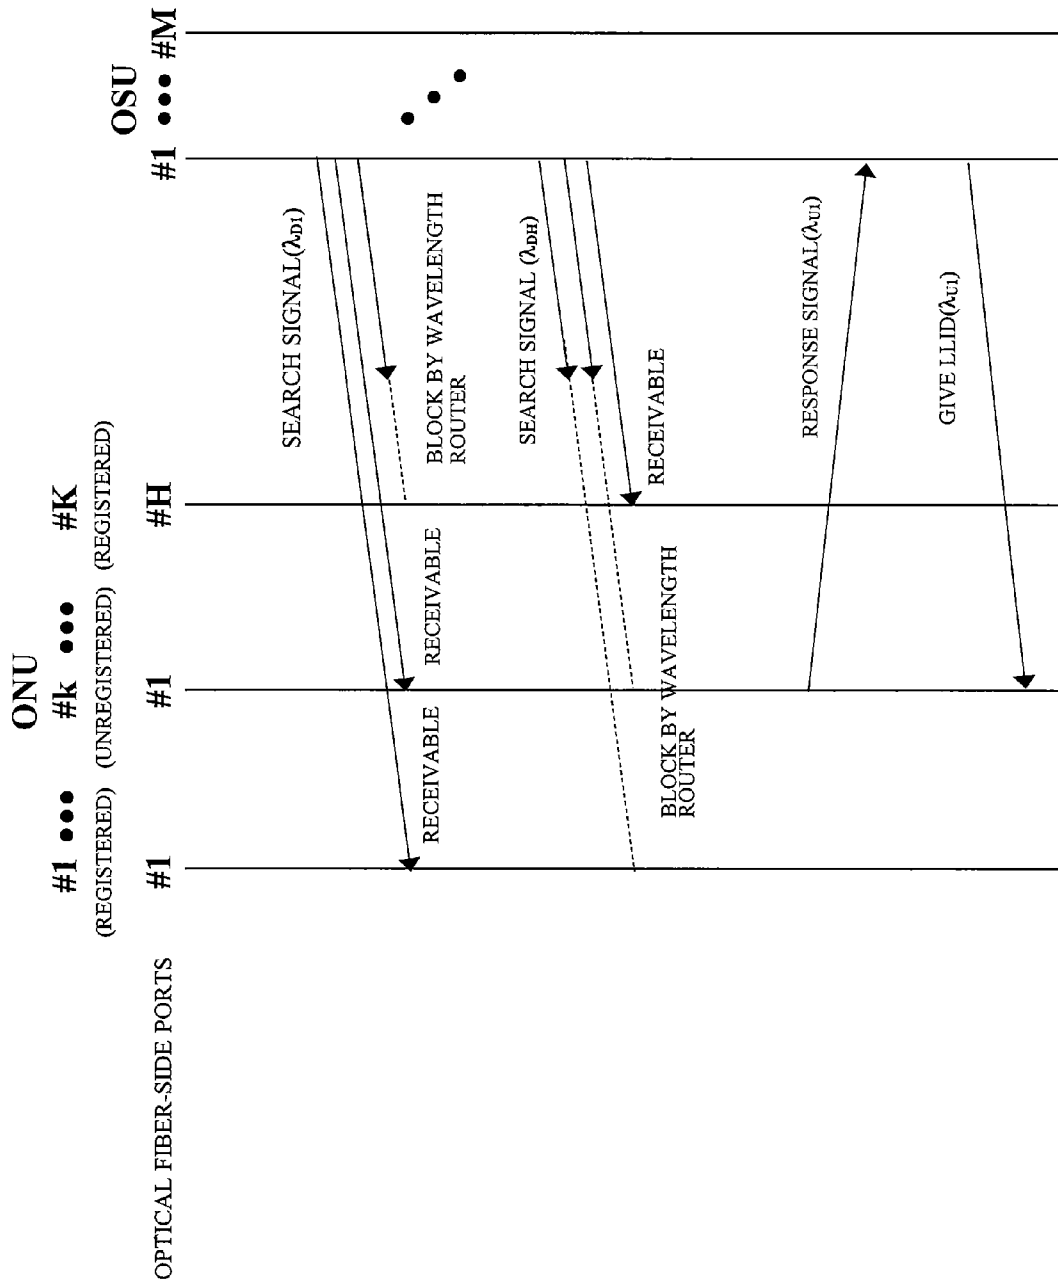 ONU
OSU
#1 ●●● #k ●●● #K
(REGISTERED) (UNREGISTERED) (REGISTERED)
OPTICAL FIBER-SIDE PORTS #1 #1 #H #1 ●●● #M
SEARCH SIGNAL(λD1)
RECEIVABLE
RECEIVABLE
BLOCK BY WAVELENGTH
ROUTER
SEARCH SIGNAL (λDH)
BLOCK BY WAVELENGTH
ROUTER
RECEIVABLE
RESPONSE SIGNAL(λU1)
GIVE LLID(λU1)